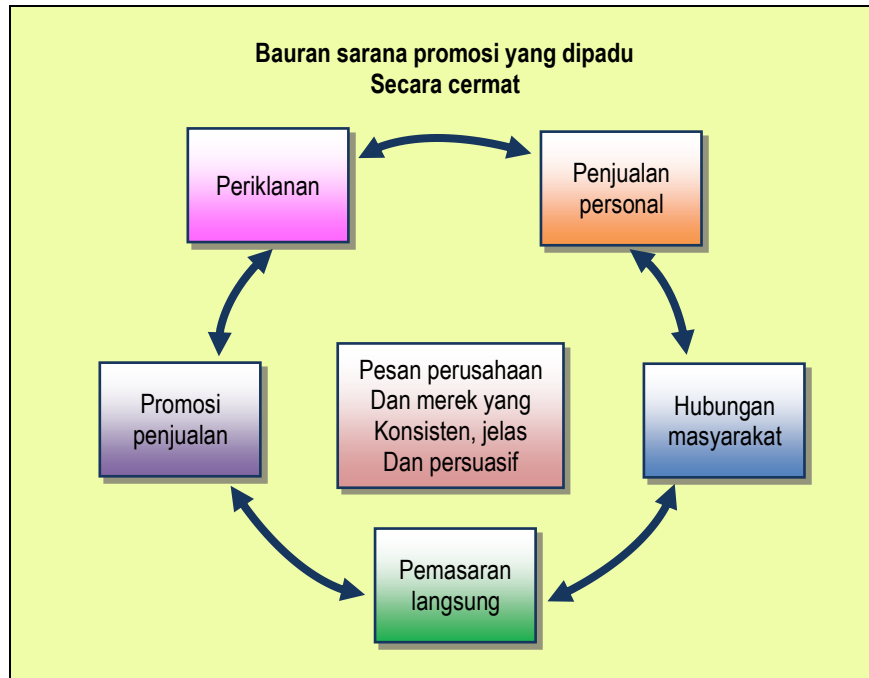 Bauran sarana promosi yang dipadu
Secara cermat
Periklanan
Penjualan
personal
Promosi
penjualan
Pesan perusahaan
Dan merek yang
Konsisten, jelas
Dan persuasif
Hubungan
masyarakat
Pemasaran
langsung